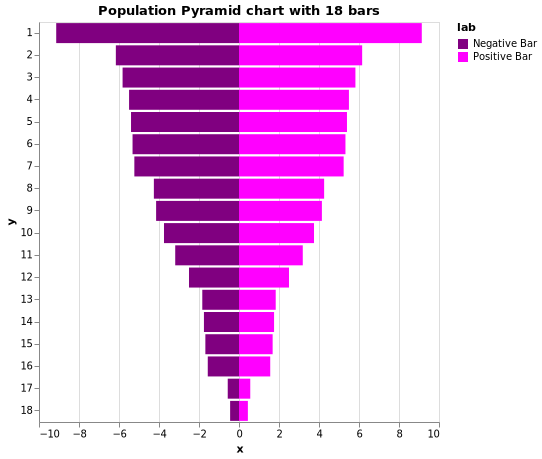 Population Pyramid chart with 18 bars
lab
Negative Bar
Positive Bar
y
1
2
3
4
5
6
7
8
9
10
11
12
13
14
15
16
17
18
−10 −8 −6 −4 −2 0 2 4 6 8 10
x